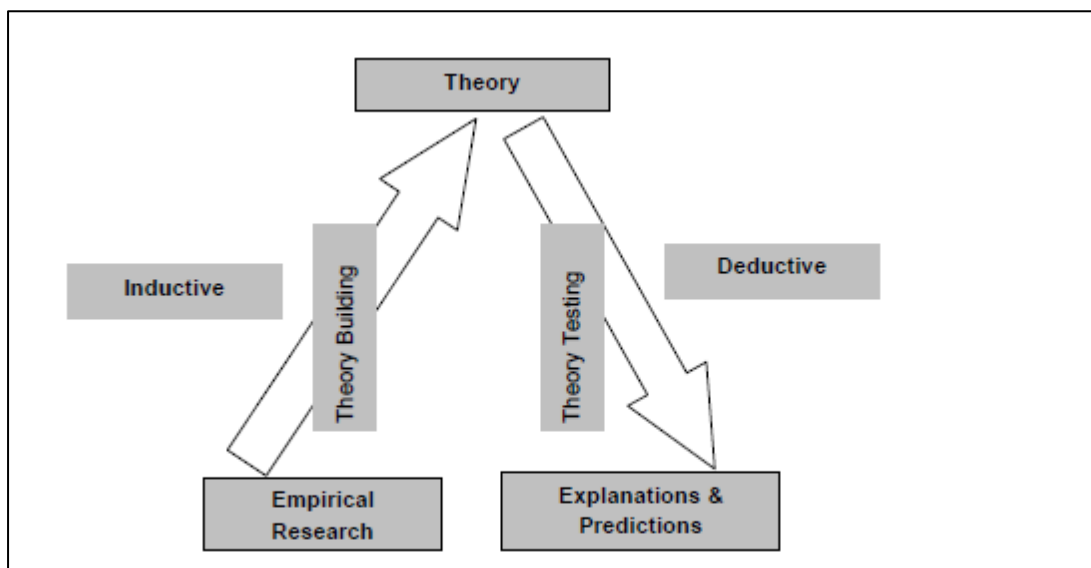 Theory
Inductive
Theory Building
Theory Testing
Deductive
Empirical
Research
Explanations &
Predictions